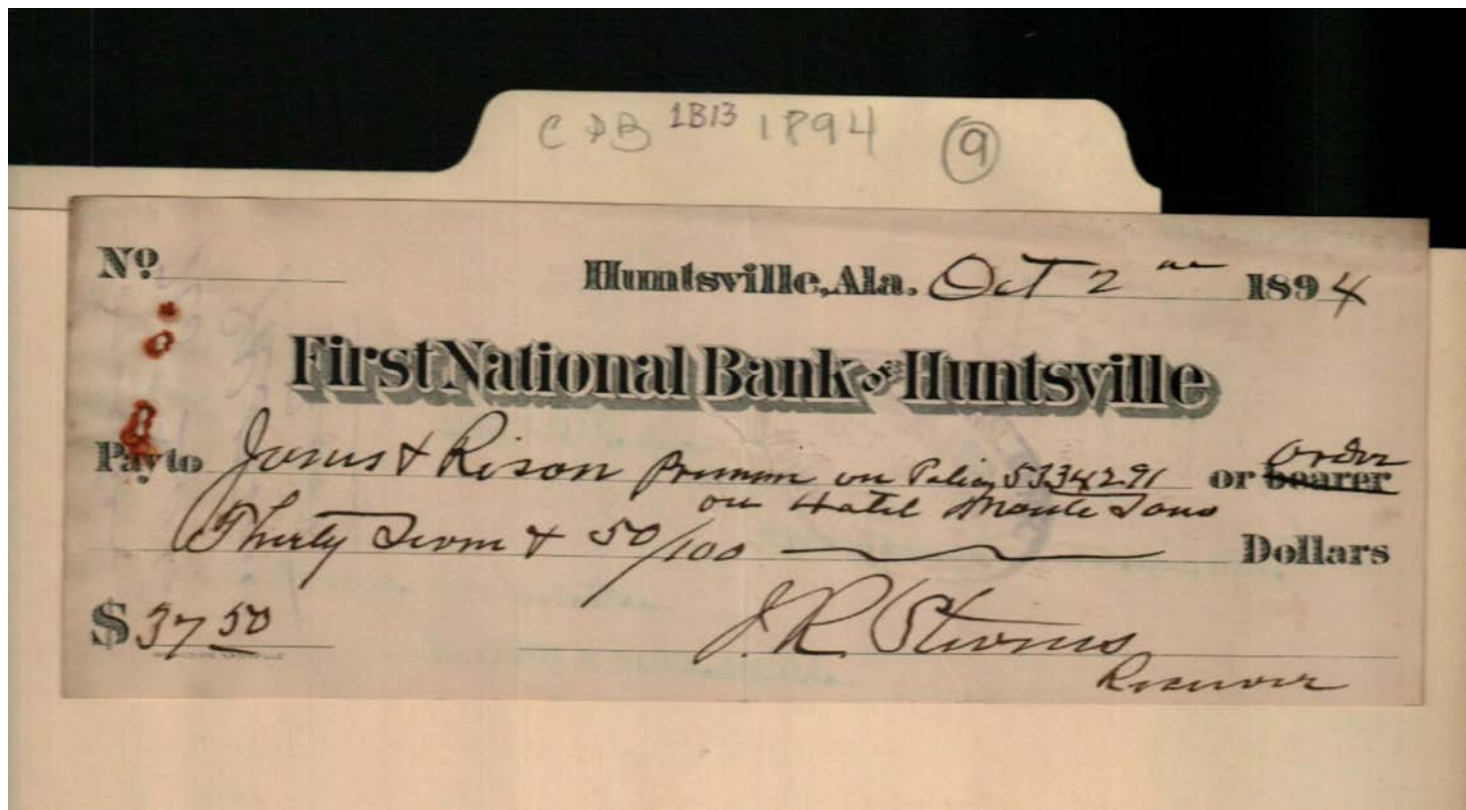 C & B 1B13 1894 9
No.
Huntsville, Ala. Oct 2nd 1894
First National Bank of Huntsville
order
Pay to Jones & Rison Premium on Policy 5334291 or bearer
on Hotel Monte Sano
Thirty Seven & 50/100 Dollars
$ 37 50
J. R. Stevens
Receiver